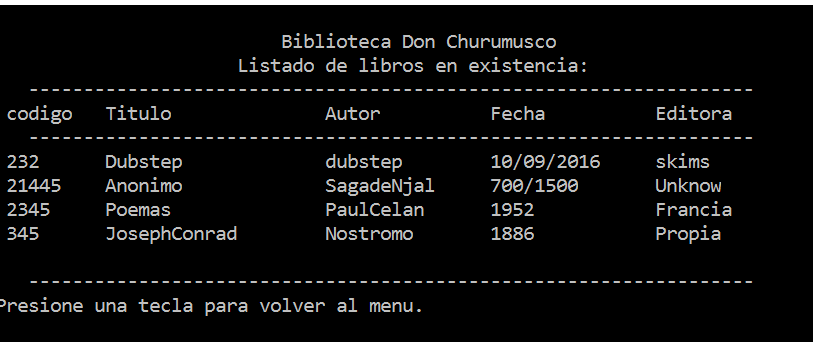 Biblioteca Don Churumusco
Listado de libros en existencia:
------------------------------------------------------------------
codigo Titulo Autor Fecha Editora
------------------------------------------------------------------
232 Dubstep dubstep 10/09/2016 skims
21445 Anonimo SagadeNjal 700/1500 Unknow
2345 Poemas PaulCelan 1952 Francia
345 JosephConrad Nostromo 1886 Propia
------------------------------------------------------------------
Presione una tecla para volver al menu.